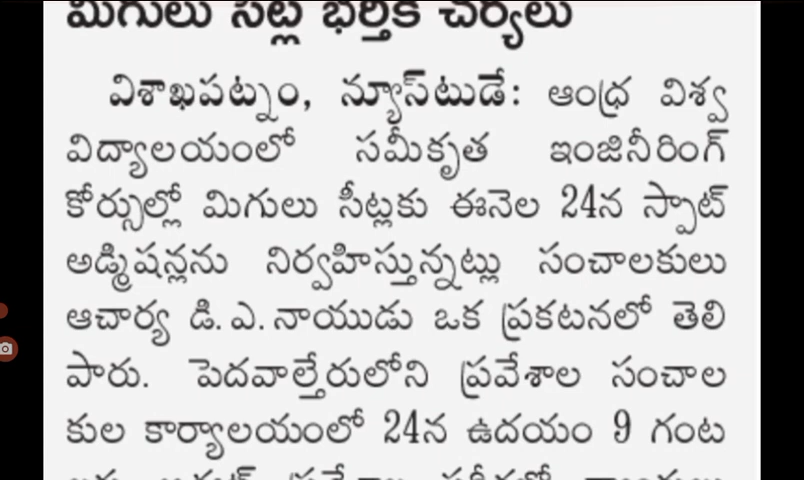 మిగులు సీట్ల భర్తీకి చర్యలు
విశాఖపట్నం, న్యూస్‌టుడే: ఆంధ్ర విశ్వ
విద్యాలయంలో సమీకృత ఇంజినీరింగ్
కోర్సుల్లో మిగులు సీట్లకు ఈనెల 24న స్పాట్
అడ్మిషన్లను నిర్వహిస్తున్నట్లు సంచాలకులు
ఆచార్య డి.ఎ.నాయుడు ఒక ప్రకటనలో తెలి
పారు. పెదవాల్తేరులోని ప్రవేశాల సంచాల
కుల కార్యాలయంలో 24న ఉదయం 9 గంట